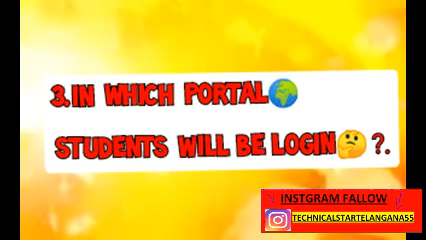 3.IN WHICH PORTAL🌍
STUDENTS WILL BE LOGIN🤔?.
INSTGRAM FALLOW
TECHNICALSTARTELANGANA55